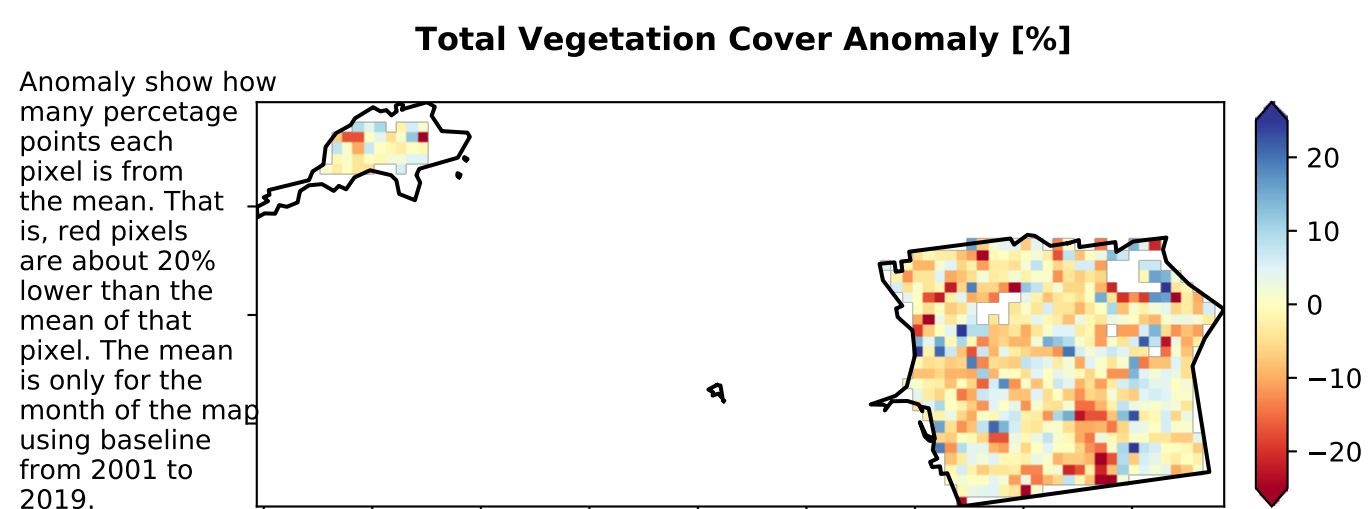 Total Vegetation Cover Anomaly [%]
Anomaly show how
many percetage
points each
pixel is from
the mean. That
is, red pixels
are about 20%
lower than the
mean of that
pixel. The mean
is only for the
month of the map
using baseline
from 2001 to
2019.
20
10
0
−10
−20